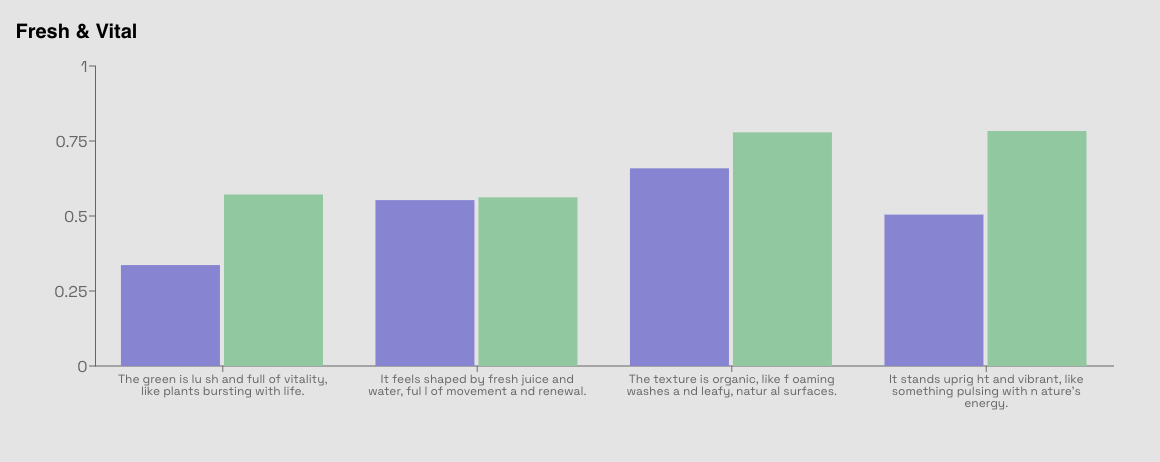 Fresh & Vital
1
0.75
0.5
0.25
0
The green is lu sh and full of vitality,
like plants bursting with life.
It feels shaped by fresh juice and
water, ful l of movement a nd renewal.
The texture is organic, like f oaming
washes a nd leafy, natur al surfaces.
It stands uprig ht and vibrant, like
something pulsing with n ature's
energy.